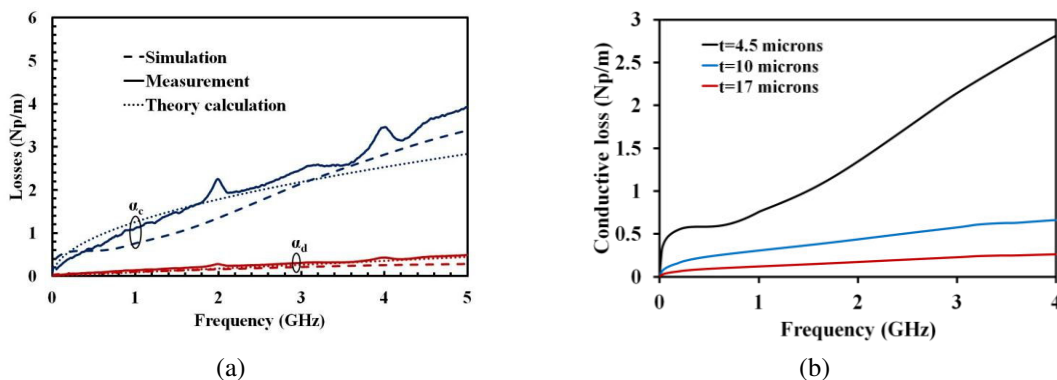 6
5
4
3
2
1
0
0
1
2
3
4
5
Losses (Np/m)
Frequency (GHz)
Simulation
Measurement
Theory calculation
αc
αd
(a)
3
2.5
2
1.5
1
0.5
0
0
1
2
3
4
Conductive loss (Np/m)
Frequency (GHz)
t=4.5 microns
t=10 microns
t=17 microns
(b)